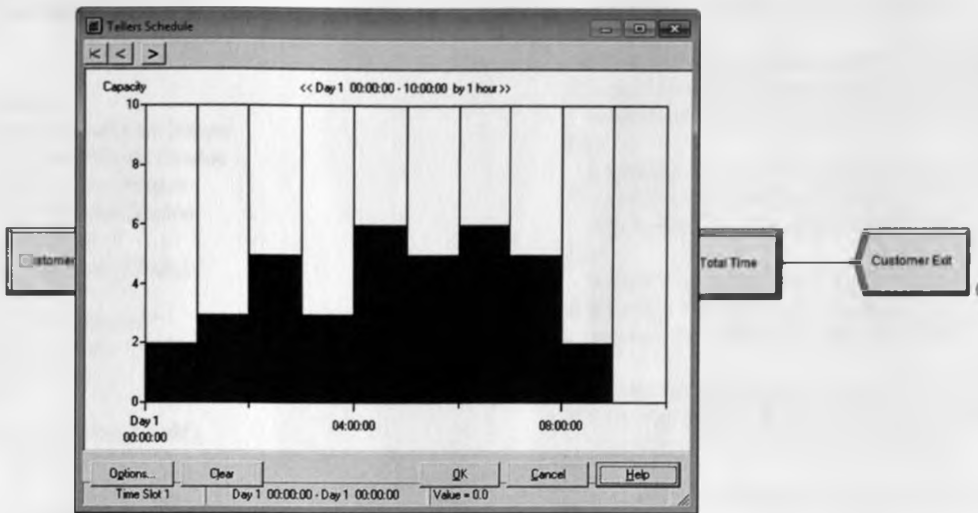 Tellers Schedule
Capacity
<< Day 1 00:00:00 - 10:00:00 by 1 hour >>
10
8
6
4
2
0
Day 1
00:00:00
04:00:00
08:00:00
Total Time
Customer Exit
Options...
Clear
OK
Cancel
Help
Time Slot 1
Day 1 00:00:00 - Day 1 00:00:00
Value = 0.0